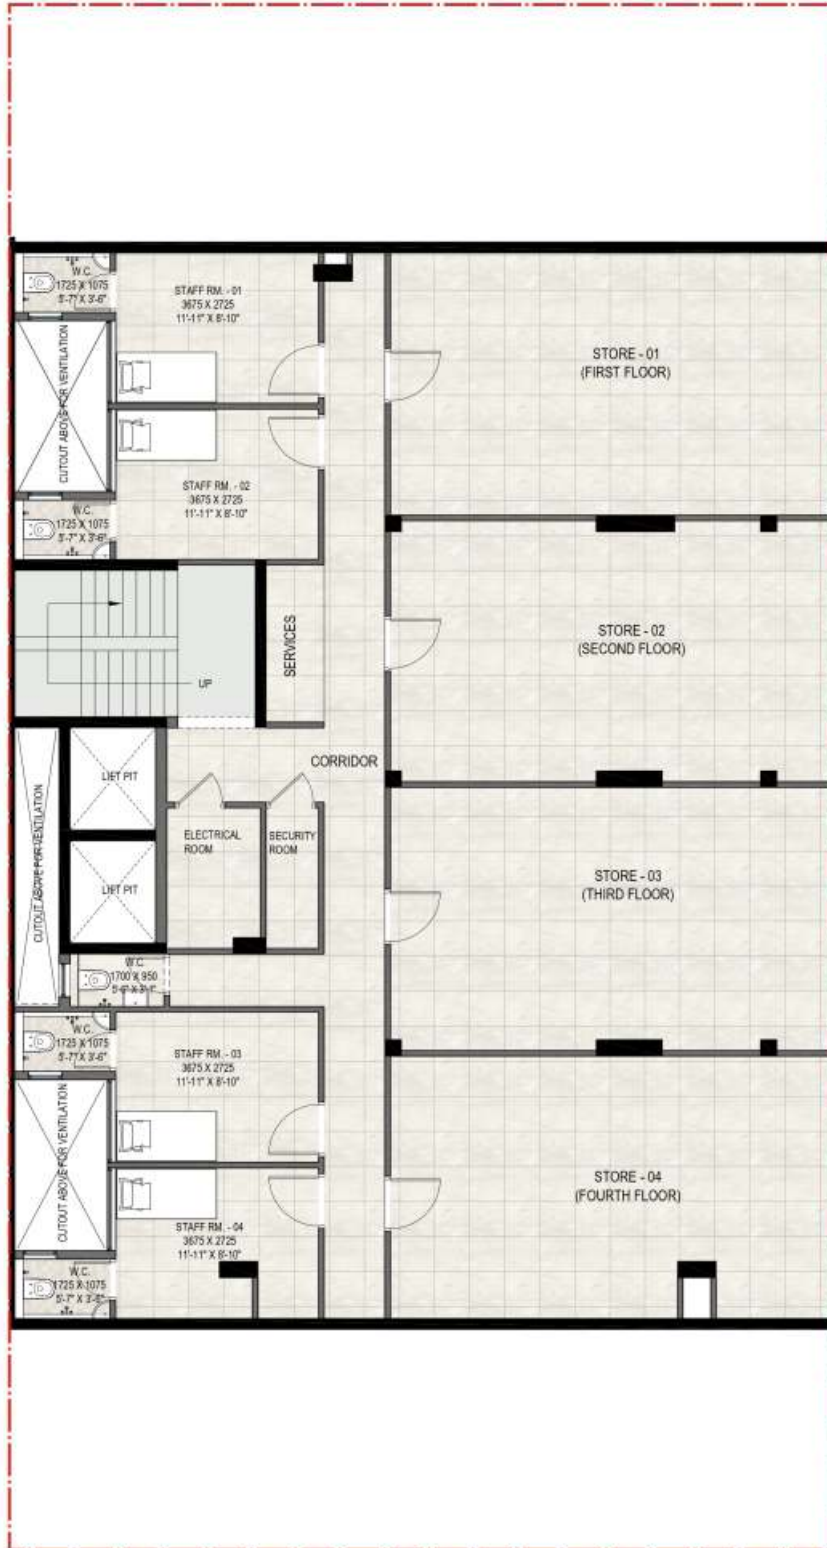 W.C.
1725 X 1075
5'-7" X 3'-6"
STAFF RM. - 01
3675 X 2725
11'-11" X 8'-10"
CUTOUT ABOVE FOR VENTILATION
STORE - 01
(FIRST FLOOR)
STAFF RM. - 02
3675 X 2725
11'-11" X 8'-10"
W.C.
1725 X 1075
5'-7" X 3'-6"
UP
SERVICES
STORE - 02
(SECOND FLOOR)
CORRIDOR
LIFT PIT
CUTOUT ABOVE FOR VENTILATION
ELECTRICAL
ROOM
SECURITY
ROOM
LIFT PIT
STORE - 03
(THIRD FLOOR)
W.C.
1700 X 950
5'-6" X 3'-1"
W.C.
1725 X 1075
5'-7" X 3'-6"
STAFF RM. - 03
3675 X 2725
11'-11" X 8'-10"
CUTOUT ABOVE FOR VENTILATION
STORE - 04
(FOURTH FLOOR)
STAFF RM. - 04
3675 X 2725
11'-11" X 8'-10"
W.C.
1725 X 1075
5'-7" X 3'-6"